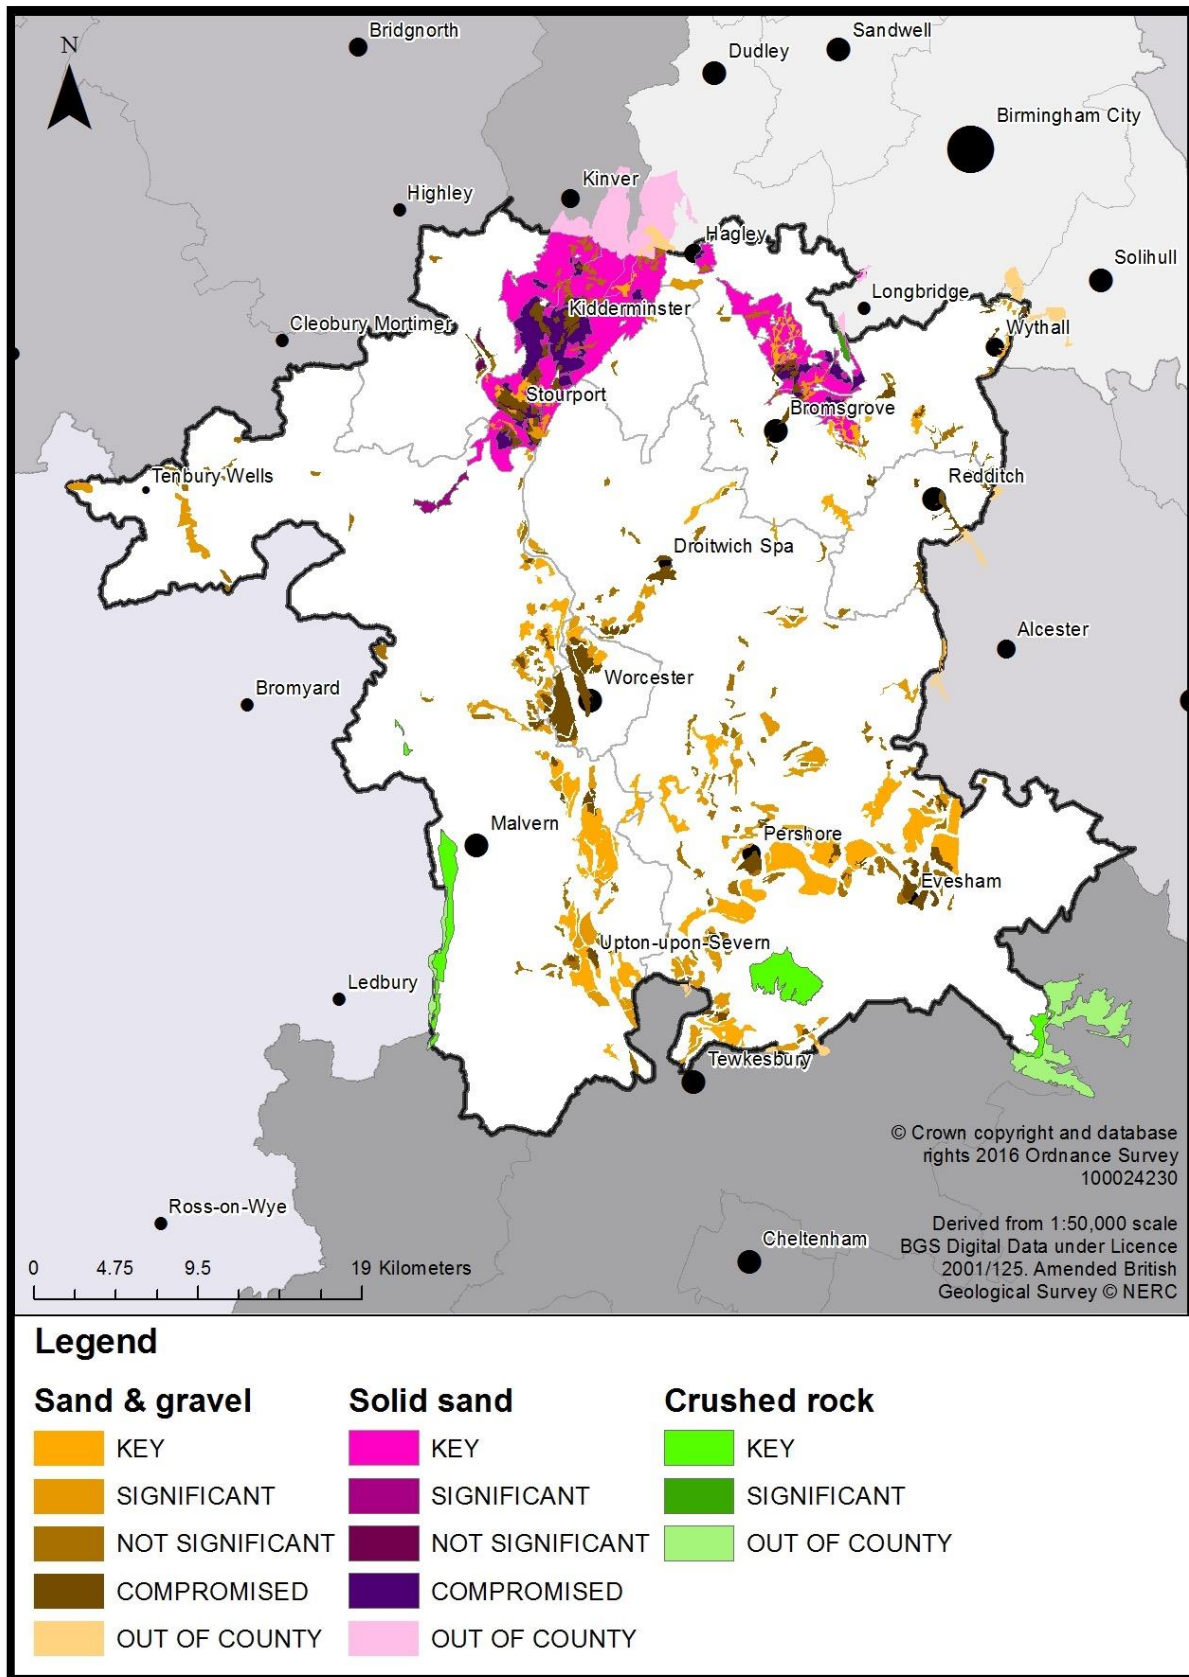 Bridgnorth
Sandwell
N
Dudley
Birmingham City
Kinver
Highley
Hagley
Solihull
Longbridge
Kidderminster
Cleobury Mortimer
Wythall
Stourport
Bromsgrove
Tenbury Wells
Redditch
Droitwich Spa
Alcester
Worcester
Bromyard
Malvern
Pershore
Evesham
Upton-upon-Severn
Ledbury
Tewkesbury
© Crown copyright and database
rights 2016 Ordnance Survey
100024230
Ross-on-Wye
Derived from 1:50,000 scale
BGS Digital Data under Licence
2001/125. Amended British
Geological Survey © NERC
Cheltenham
0 4.75 9.5 19 Kilometers
Legend
Sand & gravel
KEY
SIGNIFICANT
NOT SIGNIFICANT
COMPROMISED
OUT OF COUNTY
Solid sand
KEY
SIGNIFICANT
NOT SIGNIFICANT
COMPROMISED
OUT OF COUNTY
Crushed rock
KEY
SIGNIFICANT
OUT OF COUNTY